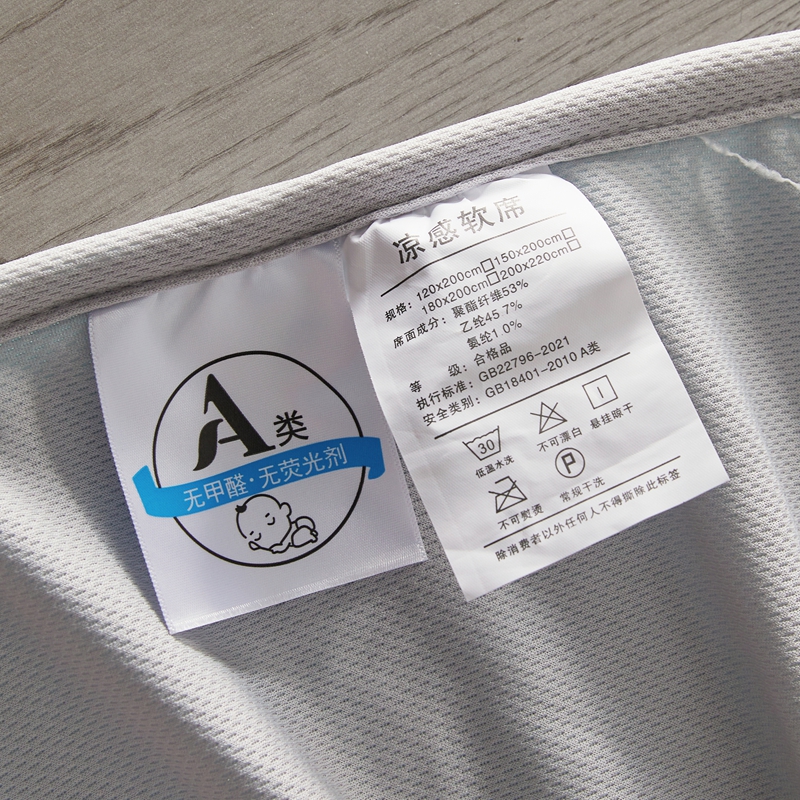 A类
无甲醛·无荧光剂
凉感软席
规格：120x200cm□150x200cm□
180x200cm□200x220cm□
席面成分：聚酯纤维53%
乙纶45.7%
氨纶1.0%
等 级：合格品
执行标准：GB22796-2021
安全类别：GB18401-2010 A类
30
低温水洗
不可漂白
悬挂晾干
不可熨烫
P
常规干洗
除消费者以外任何人不得撕除此标签